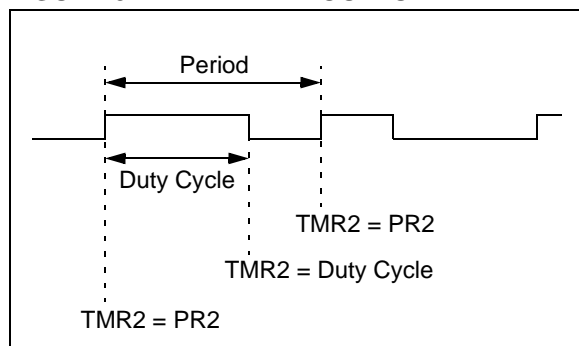 Period
Duty Cycle
TMR2 = PR2
TMR2 = Duty Cycle
TMR2 = PR2